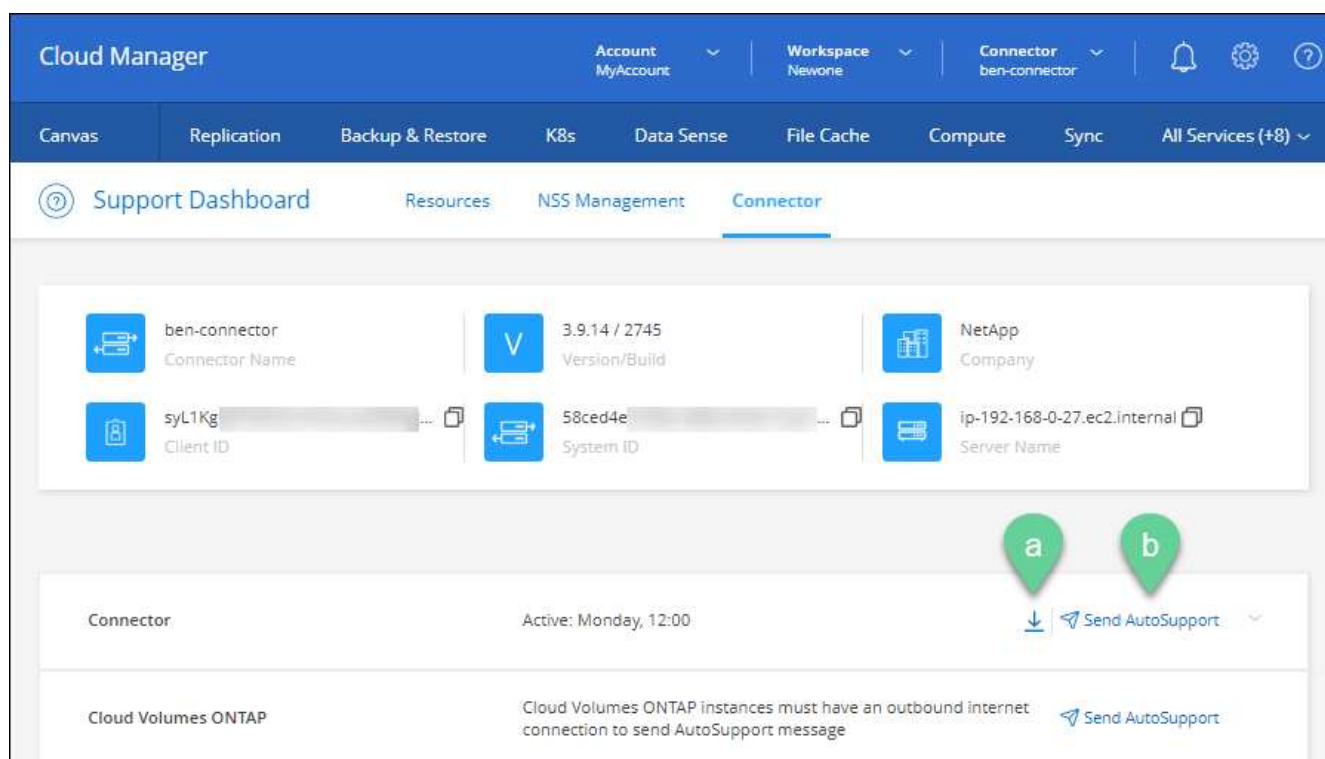 Cloud Manager
Account
MyAccount
Workspace
Newone
Connector
ben-connector
Canvas Replication Backup & Restore K8s Data Sense File Cache Compute Sync All Services (+8)
Support Dashboard Resources NSS Management Connector
ben-connector
Connector Name
V
3.9.14 / 2745
Version/Build
NetApp
Company
syL1Kg ...
Client ID
58ced4e ...
System ID
ip-192-168-0-27.ec2.internal
Server Name
a b
Connector Active: Monday, 12:00 Send AutoSupport
Cloud Volumes ONTAP
Cloud Volumes ONTAP instances must have an outbound internet
connection to send AutoSupport message
Send AutoSupport